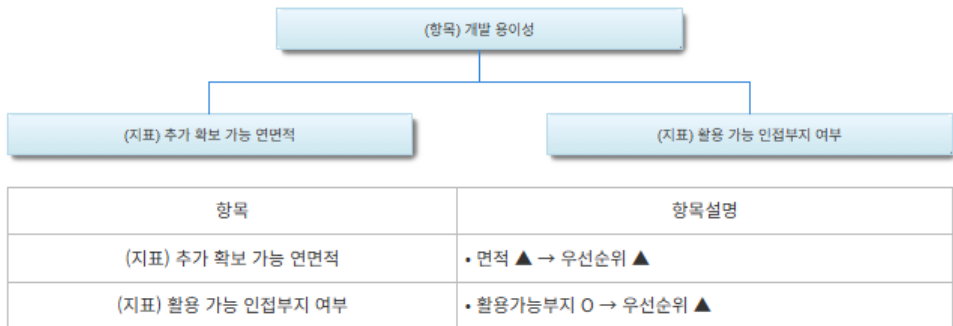 (항목) 개발 용이성
(지표) 추가 확보 가능 연면적
(지표) 활용 가능 인접부지 여부
항목
항목설명
(지표) 추가 확보 가능 연면적
• 면적 ▲ → 우선순위 ▲
(지표) 활용 가능 인접부지 여부
• 활용가능부지 O → 우선순위 ▲